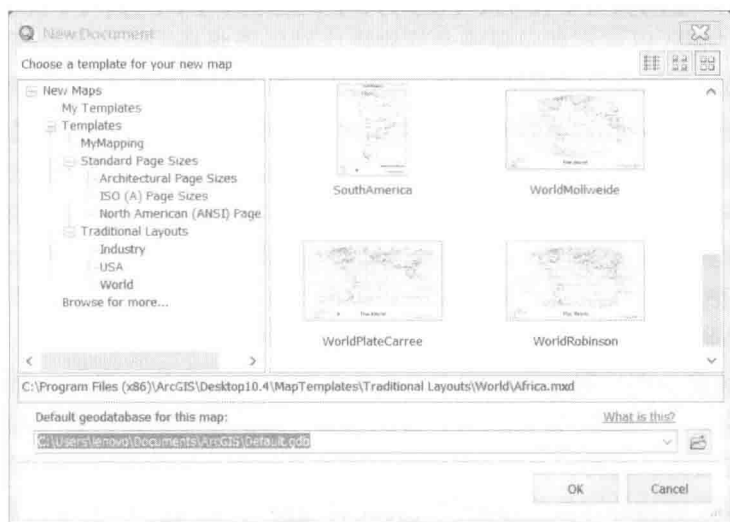 New Document
Choose a template for your new map
New Maps
My Templates
Templates
MyMapping
Standard Page Sizes
Architectural Page Sizes
ISO (A) Page Sizes
North American (ANSI) Page
Traditional Layouts
Industry
USA
World
Browse for more...
SouthAmerica
WorldMollweide
WorldPlateCarree
WorldRobinson
C:\Program Files (x86)\ArcGIS\Desktop10.4\MapTemplates\Traditional Layouts\World\Africa.mxd
Default geodatabase for this map:
What is this?
C:\Users\lenovo\Documents\ArcGIS\Default.gdb
OK
Cancel